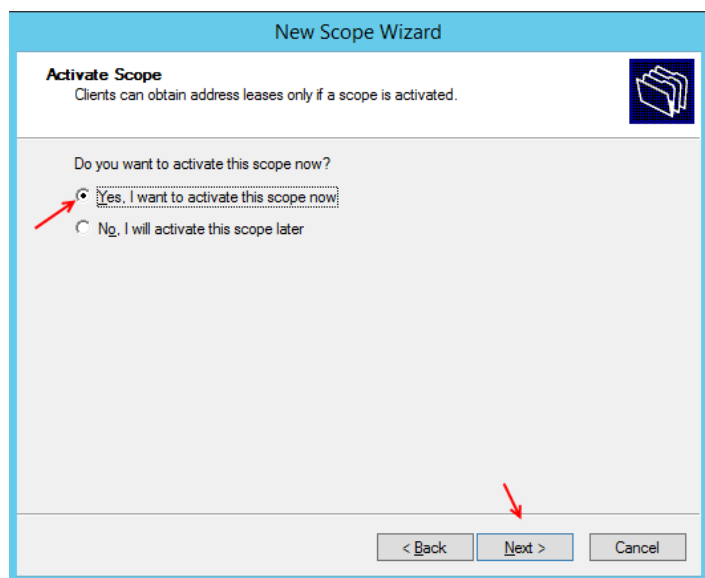 New Scope Wizard
Activate Scope
Clients can obtain address leases only if a scope is activated.
Do you want to activate this scope now?
Yes, I want to activate this scope now
No, I will activate this scope later
< Back
Next >
Cancel